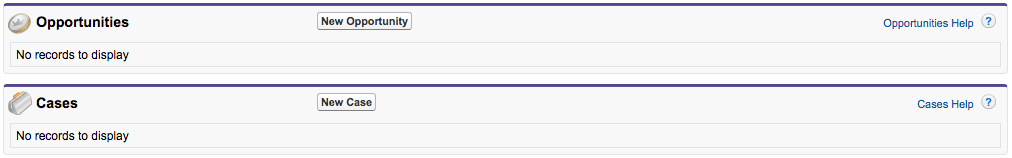 Opportunities New Opportunity Opportunities Help ?
No records to display
Cases New Case Cases Help ?
No records to display